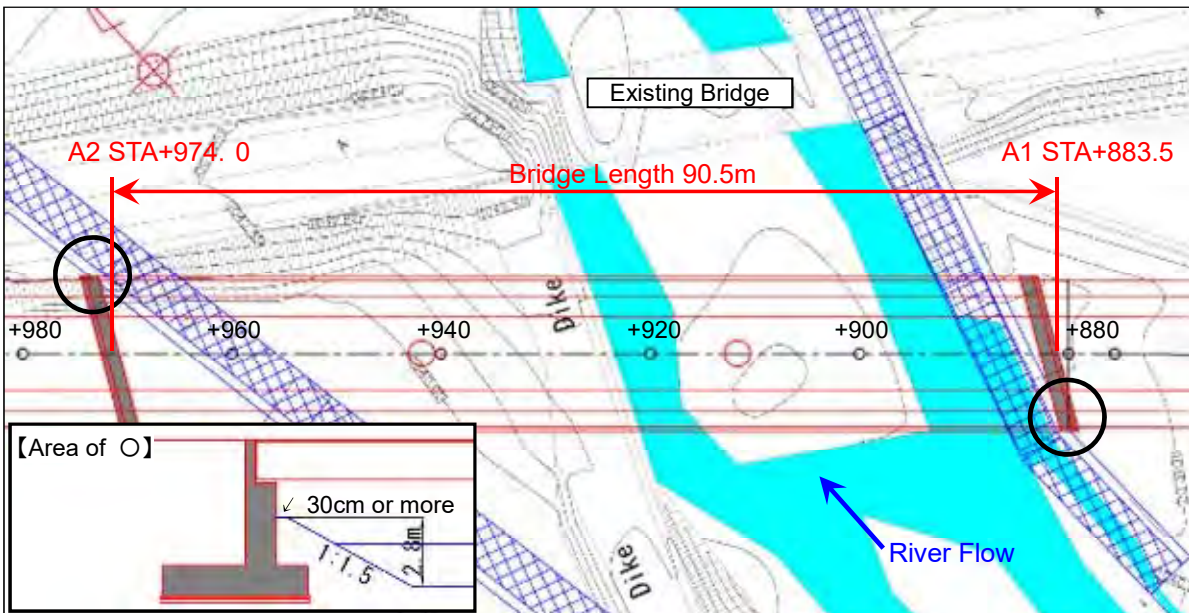 Existing Bridge
A2 STA+974. 0
A1 STA+883.5
Bridge Length 90.5m
Dike
+980
+960
+940
+920
+900
+880
【Area of ○】
30cm or more
1:1.5
2.8m
River Flow
Dike